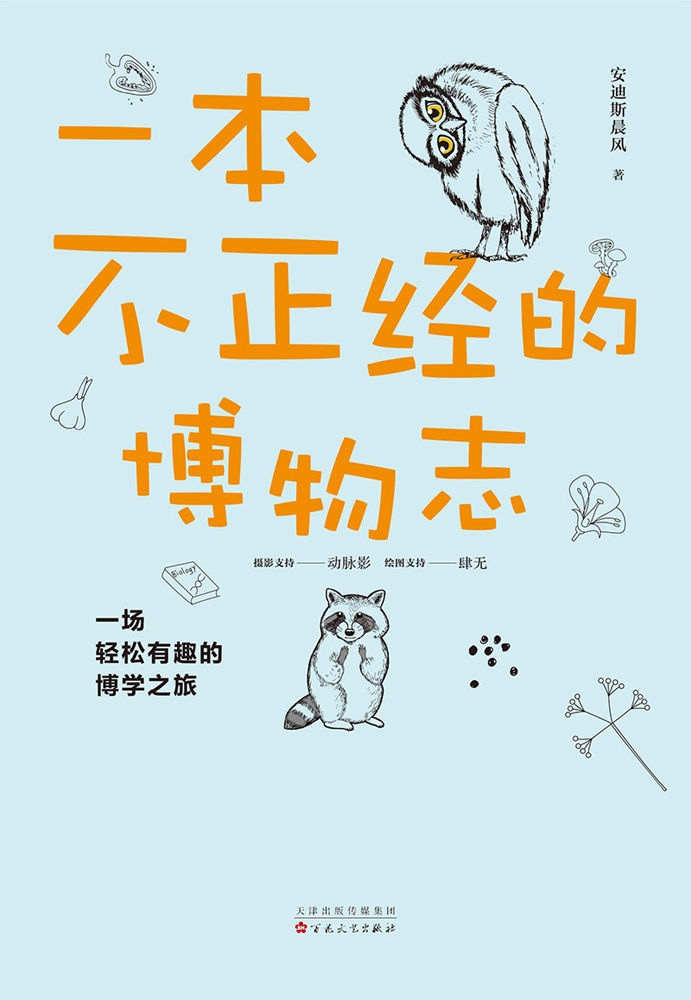 一本
不正经的
博物志
安迪斯晨风 著
摄影支持——动脉影 绘图支持——肆无
Biology
一场
轻松有趣的
博学之旅
天津出版传媒集团
百花文艺出版社